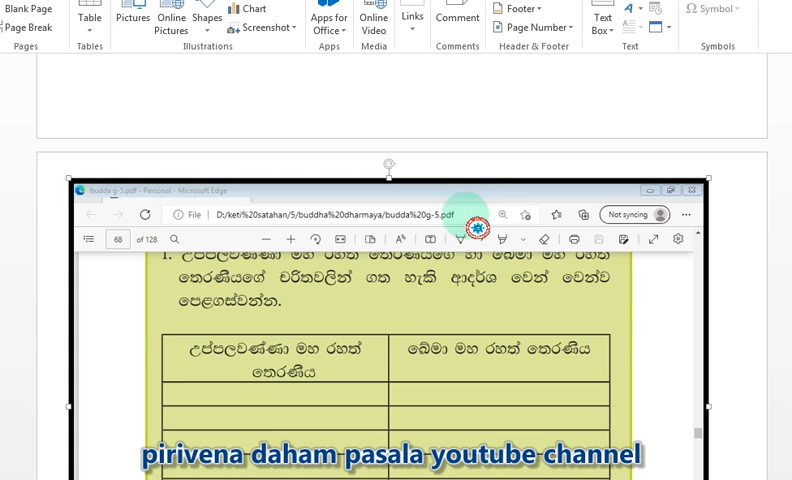 Blank Page
Page Break
Pages
Table
Tables
Pictures
Online
Pictures
Shapes
Chart
Screenshot
Illustrations
Apps for
Office
Apps
Online
Video
Media
Links
Comment
Comments
Footer
Page Number
Header & Footer
Text
Box
Text
Symbol
Symbols
budda g-5.pdf - Personal - Microsoft Edge
File D:/keti%20satahan/5/buddha%20dharmaya/budda%20g-5.pdf
Not syncing
68 of 128
1. උප්පලවණ්ණා මහ රහත් තෙරණියගේ හා ඛේමා මහ රහත්
තෙරණියගේ චරිතවලින් ගත හැකි ආදර්ශ වෙන් වෙන්ව
පෙළගස්වන්න.
උප්පලවණ්ණා මහ රහත්
තෙරණිය
ඛේමා මහ රහත් තෙරණිය
pirivena daham pasala youtube channel